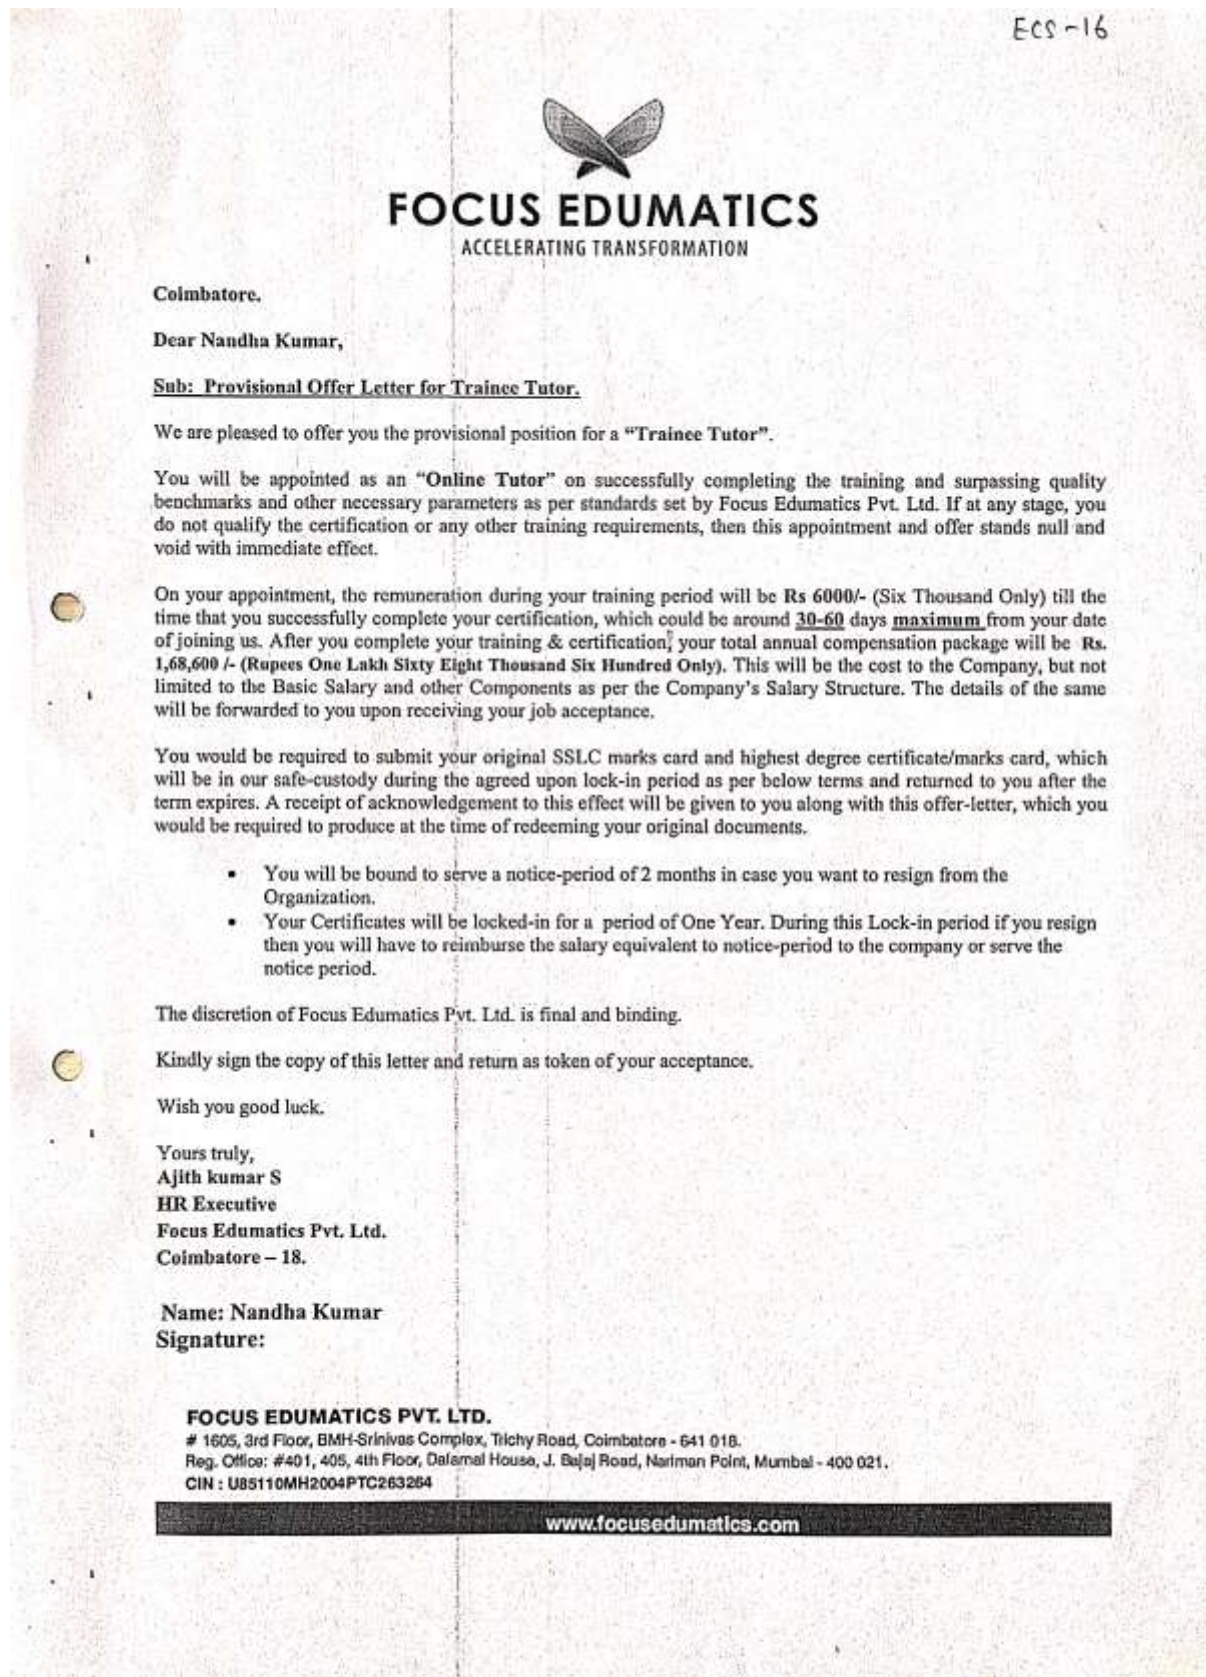 ECS-16
FOCUS EDUMATICS
ACCELERATING TRANSFORMATION
Coimbatore.
Dear Nandha Kumar,
Sub: Provisional Offer Letter for Trainee Tutor.
We are pleased to offer you the provisional position for a “Trainee Tutor”.
You will be appointed as an “Online Tutor” on successfully completing the training and surpassing quality
benchmarks and other necessary parameters as per standards set by Focus Edumatics Pvt. Ltd. If at any stage, you
do not qualify the certification or any other training requirements, then this appointment and offer stands null and
void with immediate effect.
On your appointment, the remuneration during your training period will be Rs 6000/- (Six Thousand Only) till the
time that you successfully complete your certification, which could be around 30-60 days maximum from your date
of joining us. After you complete your training & certification, your total annual compensation package will be Rs.
1,68,600 /- (Rupees One Lakh Sixty Eight Thousand Six Hundred Only). This will be the cost to the Company, but not
limited to the Basic Salary and other Components as per the Company’s Salary Structure. The details of the same
will be forwarded to you upon receiving your job acceptance.
You would be required to submit your original SSLC marks card and highest degree certificate/marks card, which
will be in our safe-custody during the agreed upon lock-in period as per below terms and returned to you after the
term expires. A receipt of acknowledgement to this effect will be given to you along with this offer-letter, which you
would be required to produce at the time of redeeming your original documents.
• You will be bound to serve a notice-period of 2 months in case you want to resign from the
Organization.
• Your Certificates will be locked-in for a period of One Year. During this Lock-in period if you resign
then you will have to reimburse the salary equivalent to notice-period to the company or serve the
notice period.
The discretion of Focus Edumatics Pvt. Ltd. is final and binding.
Kindly sign the copy of this letter and return as token of your acceptance.
Wish you good luck.
Yours truly,
Ajith kumar S
HR Executive
Focus Edumatics Pvt. Ltd.
Coimbatore – 18.
Name: Nandha Kumar
Signature:
FOCUS EDUMATICS PVT. LTD.
# 1605, 3rd Floor, BMH-Srinivas Complex, Trichy Road, Coimbatore - 641 018.
Reg. Office: #401, 405, 4th Floor, Dalamal House, J. Bajaj Road, Nariman Point, Mumbai - 400 021.
CIN : U85110MH2004PTC263264
www.focusedumatics.com